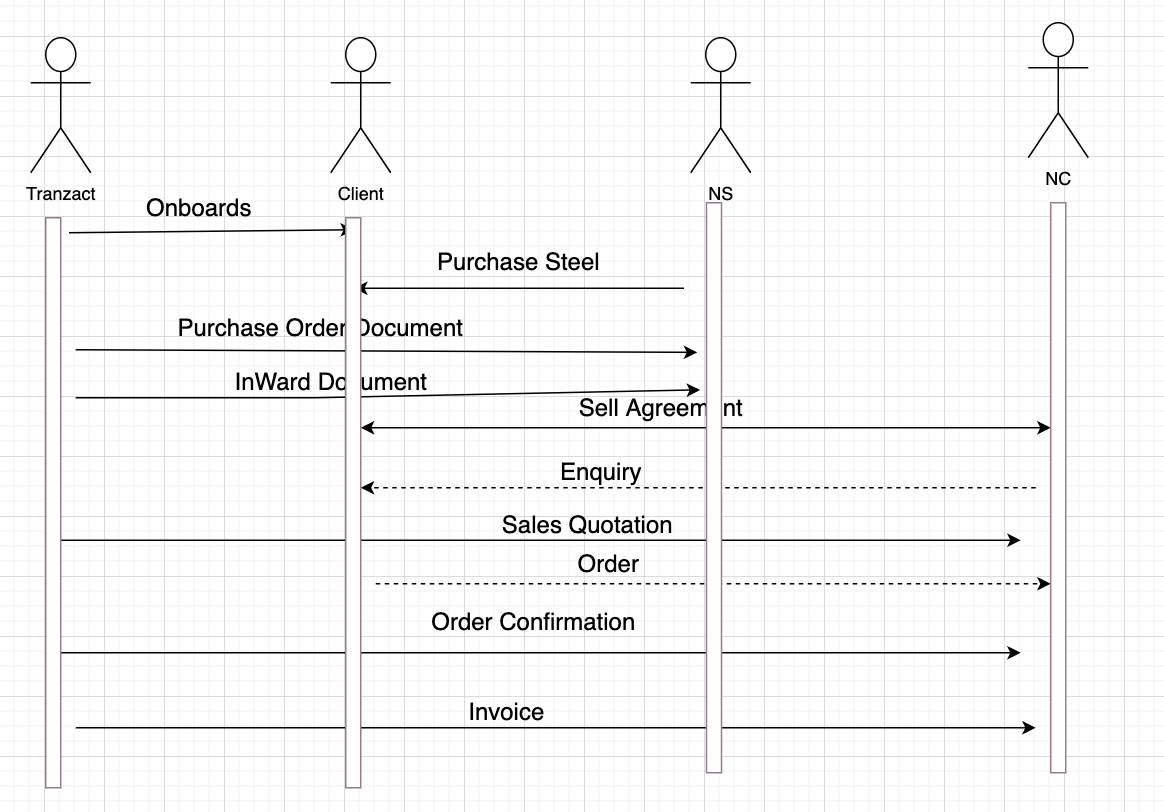 Tranzact
Client
NS
NC
Onboards
Purchase Steel
Purchase Order Document
InWard Document
Sell Agreement
Enquiry
Sales Quotation
Order
Order Confirmation
Invoice